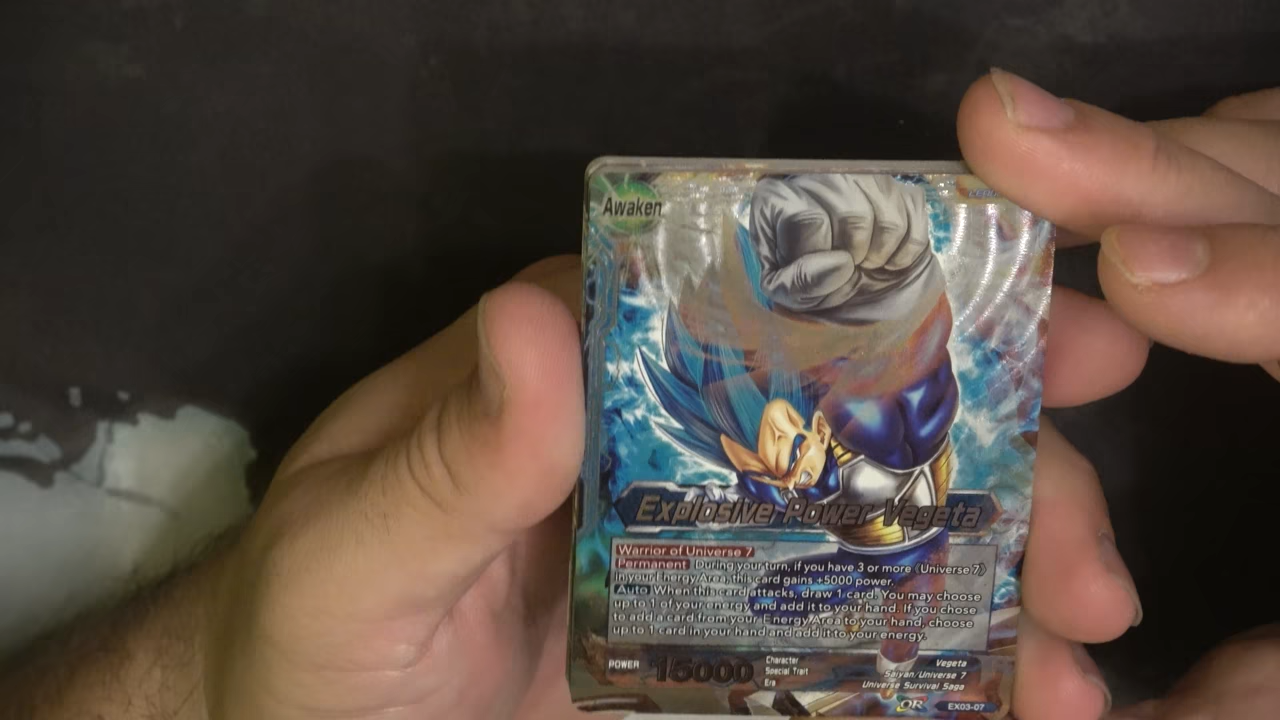 Awaken
Explosive Power Vegeta
Warrior of Universe 7
Permanent During your turn, if you have 3 or more 《Universe 7》
in your Energy Area, this card gains +5000 power.
Auto When this card attacks, draw 1 card. You may choose
up to 1 of your energy and add it to your hand. If you chose
to add a card from your Energy Area to your hand, choose
up to 1 card in your hand and add it to your energy.
POWER 15000 Character Vegeta
Special Trait Saiyan/Universe 7
Era Universe Survival Saga
QR EX03-07